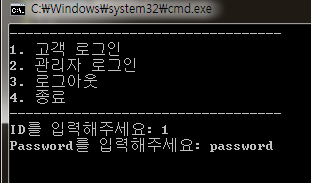 C:\Windows\system32\cmd.exe
----------------------------------
1. 고객 로그인
2. 관리자 로그인
3. 로그아웃
4. 종료
----------------------------------
ID를 입력해주세요: 1
Password를 입력해주세요: password